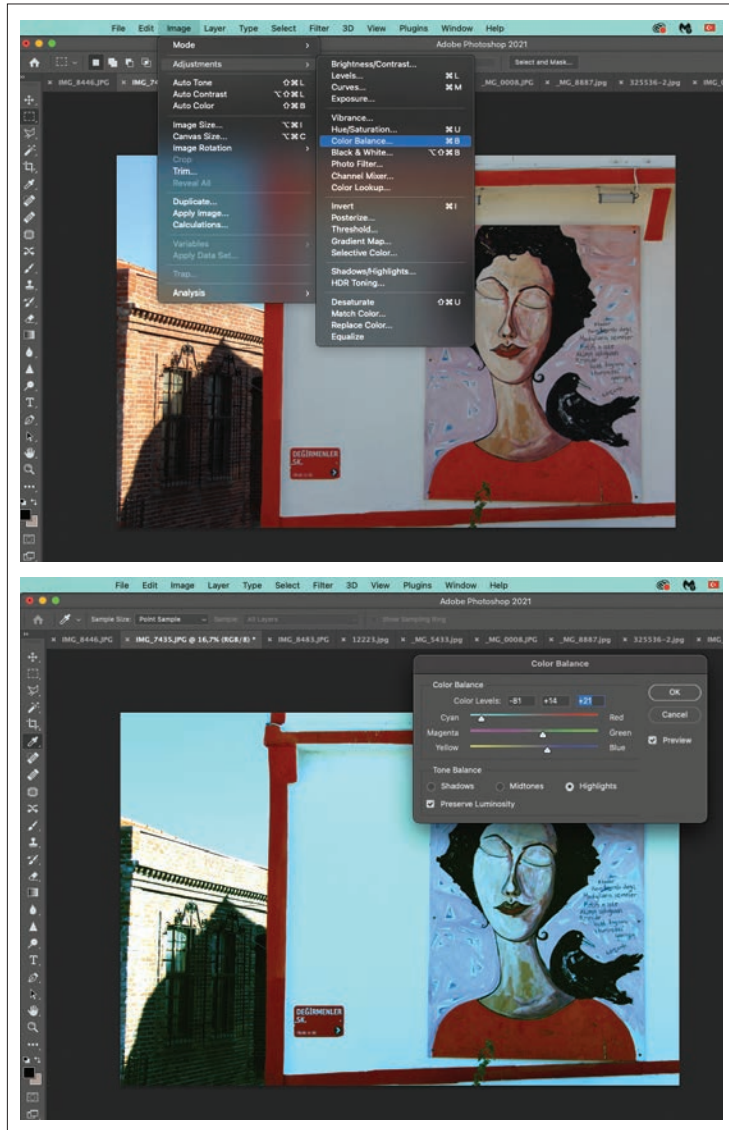 File Edit Image Layer Type Select Filter 3D View Plugins Window Help
Adobe Photoshop 2021
Select and Mask...
× IMG_8446.JPG × IMG_74
_MG_0008.JPG × _MG_8887.jpg × 325536-2.jpg × IMG_
Mode
Adjustments
Auto Tone ⇧⌘L
Auto Contrast ⌥⇧⌘L
Auto Color ⇧⌘B
Image Size... ⌥⌘I
Canvas Size... ⌥⌘C
Image Rotation
Crop
Trim...
Reveal All
Duplicate...
Apply Image...
Calculations...
Variables
Apply Data Set...
Trap...
Analysis
Brightness/Contrast...
Levels... ⌘L
Curves... ⌘M
Exposure...
Vibrance...
Hue/Saturation... ⌘U
Color Balance... ⌘B
Black & White... ⌥⇧⌘B
Photo Filter...
Channel Mixer...
Color Lookup...
Invert ⌘I
Posterize...
Threshold...
Gradient Map...
Selective Color...
Shadows/Highlights...
HDR Toning...
Desaturate ⇧⌘U
Match Color...
Replace Color...
Equalize
DEĞİRMENLER
SK.
File Edit Image Layer Type Select Filter 3D View Plugins Window Help
Adobe Photoshop 2021
Sample Size: Point Sample Sample: All Layers Show Sampling Ring
× IMG_8446.JPG × IMG_7435.JPG @ 16,7% (RGB/8) * × IMG_8483.JPG × 12223.jpg × _MG_5433.jpg × _MG_0008.JPG × _MG_8887.jpg × 325536-2.jpg × IMG_
Color Balance
Color Balance
Color Levels: -81 +14 +21
Cyan Red
Magenta Green
Yellow Blue
Tone Balance
Shadows Midtones Highlights
Preserve Luminosity
OK
Cancel
Preview
DEĞİRMENLER
SK.